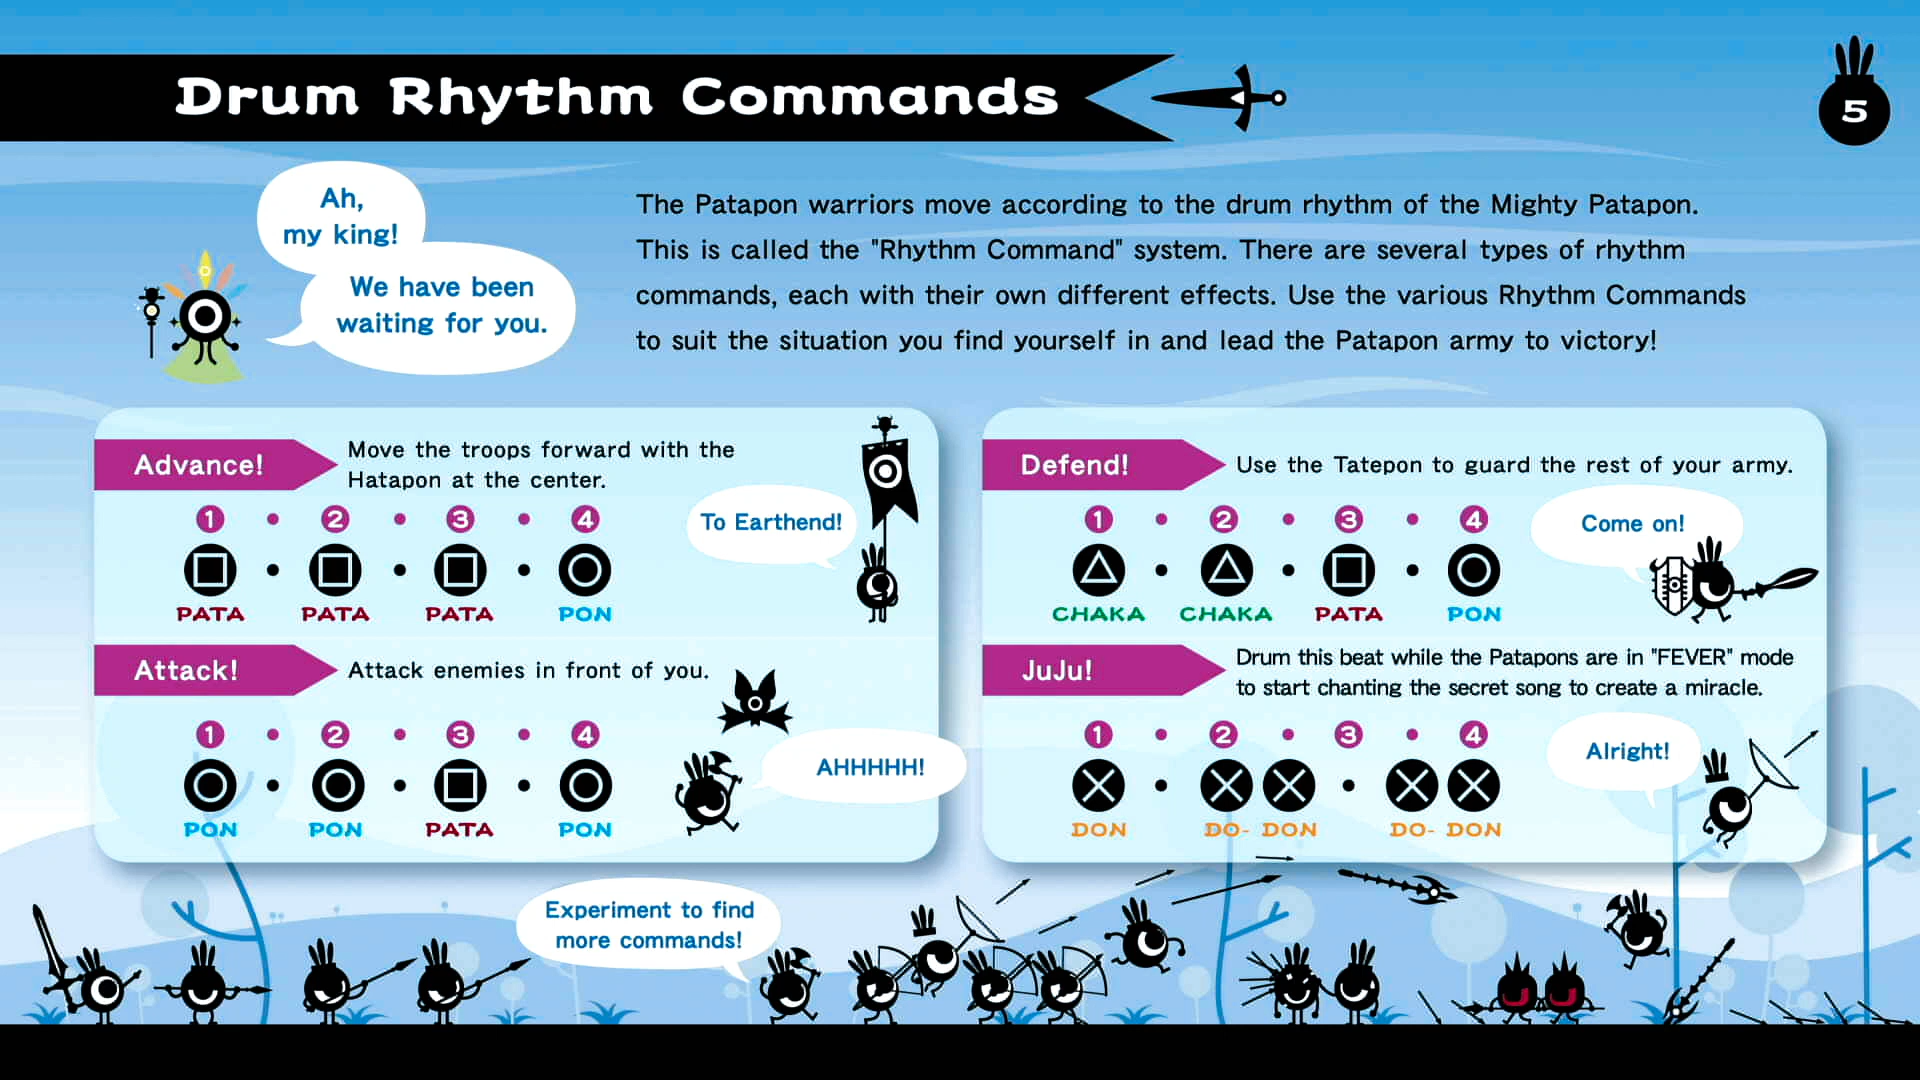 Drum Rhythm Commands
5
Ah,
my king!
We have been
waiting for you.
The Patapon warriors move according to the drum rhythm of the Mighty Patapon.
This is called the "Rhythm Command" system. There are several types of rhythm
commands, each with their own different effects. Use the various Rhythm Commands
to suit the situation you find yourself in and lead the Patapon army to victory!
Advance!
Move the troops forward with the
Hatapon at the center.
1 • 2 • 3 • 4
To Earthend!
PATA PATA PATA PON
Attack!
Attack enemies in front of you.
1 • 2 • 3 • 4
AHHHHH!
PON PON PATA PON
Defend!
Use the Tatepon to guard the rest of your army.
1 • 2 • 3 • 4
Come on!
CHAKA CHAKA PATA PON
JuJu!
Drum this beat while the Patapons are in "FEVER" mode
to start chanting the secret song to create a miracle.
1 • 2 • 3 • 4
Alright!
DON DO- DON DO- DON
Experiment to find
more commands!